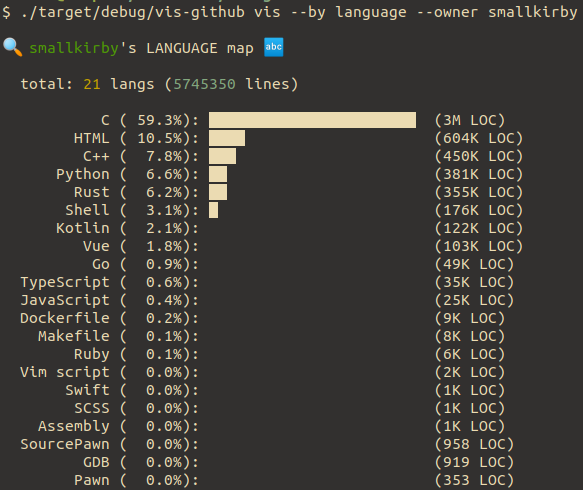 $ ./target/debug/vis-github vis --by language --owner smallkirby
🔍 smallkirby's LANGUAGE map 🔤
total: 21 langs (5745350 lines)
C ( 59.3%): (3M LOC)
HTML ( 10.5%): (604K LOC)
C++ ( 7.8%): (450K LOC)
Python ( 6.6%): (381K LOC)
Rust ( 6.2%): (355K LOC)
Shell ( 3.1%): (176K LOC)
Kotlin ( 2.1%): (122K LOC)
Vue ( 1.8%): (103K LOC)
Go ( 0.9%): (49K LOC)
TypeScript ( 0.6%): (35K LOC)
JavaScript ( 0.4%): (25K LOC)
Dockerfile ( 0.2%): (9K LOC)
Makefile ( 0.1%): (8K LOC)
Ruby ( 0.1%): (6K LOC)
Vim script ( 0.0%): (2K LOC)
Swift ( 0.0%): (1K LOC)
SCSS ( 0.0%): (1K LOC)
Assembly ( 0.0%): (1K LOC)
SourcePawn ( 0.0%): (958 LOC)
GDB ( 0.0%): (919 LOC)
Pawn ( 0.0%): (353 LOC)